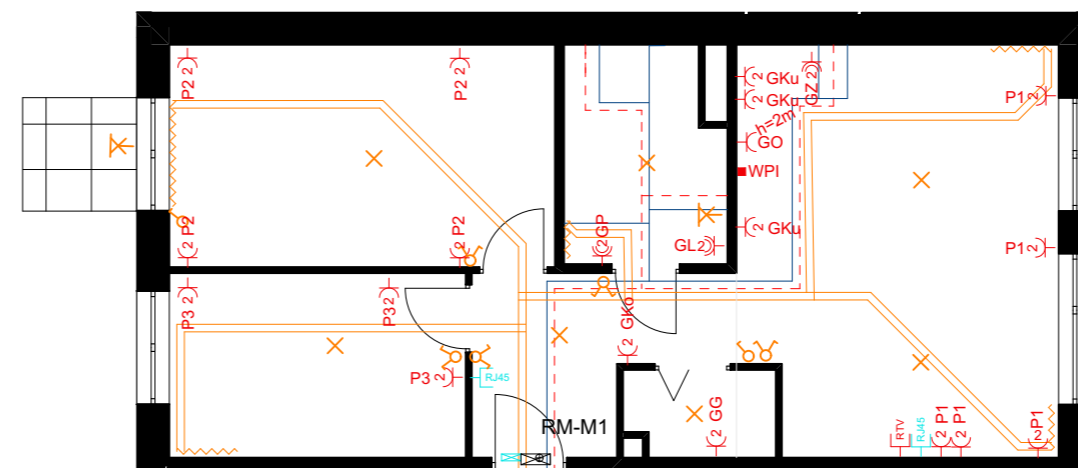 P2 2
P2 2
2 GKu
2 GKu
h=2m
GZ 2
P1 2
GO
WPI
2 P2
2 P2
2 GP
GL2
2 GKu
P1 2
P3 2
P3 2
2 GKo
P3 2
RJ45
RM-M1
2 GG
RTV
RJ45
2 P1
2 P1
2 P1